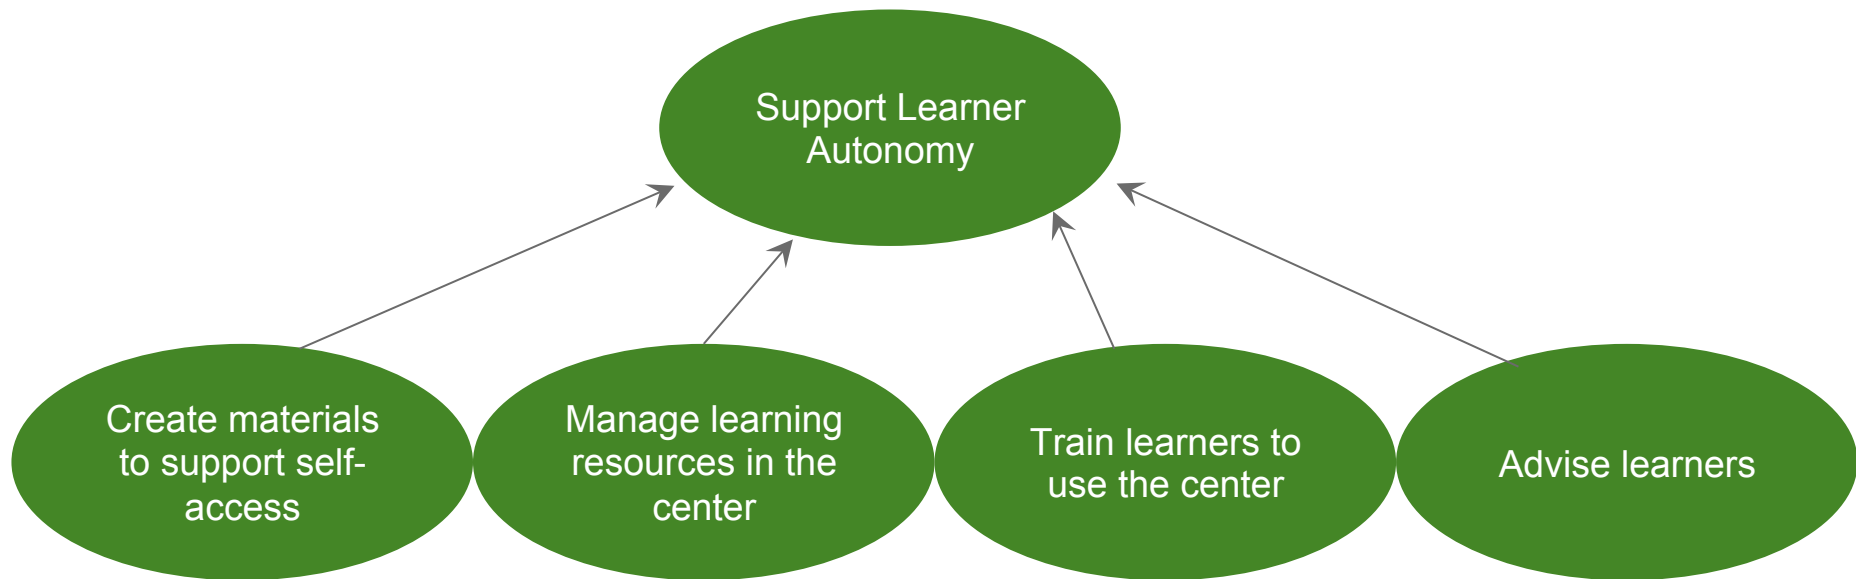 Support Learner
Autonomy
Create materials
to support self-
access
Manage learning
resources in the
center
Train learners to
use the center
Advise learners